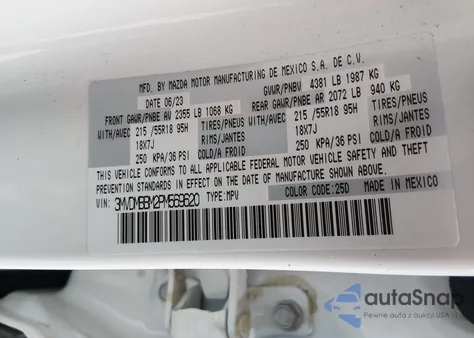 MFD. BY MAZDA MOTOR MANUFACTURING DE MEXICO S.A. DE C.V.
DATE 06/23 GVWR/PNBV 4381 LB 1987 KG
FRONT GAWR/PNBE AV 2355 LB 1068 KG REAR GAWR/PNBE AR 2072 LB 940 KG
WITH/AVEC 215/55R18 95H TIRES/PNEUS WITH/AVEC 215/55R18 95H TIRES/PNEUS
18X7J RIMS/JANTES 18X7J RIMS/JANTES
250 KPA/36 PSI COLD/A FROID 250 KPA/36 PSI COLD/A FROID
THIS VEHICLE CONFORMS TO ALL APPLICABLE FEDERAL MOTOR VEHICLE SAFETY AND THEFT
PREVENTION STANDARDS IN EFFECT ON THE DATE OF MANUFACTURE SHOWN ABOVE.
VIN: 3MVDMBBM2PM569620 TYPE:MPV COLOR CODE:25D MADE IN MEXICO
autoSnap
Pewne auta z aukcji USA